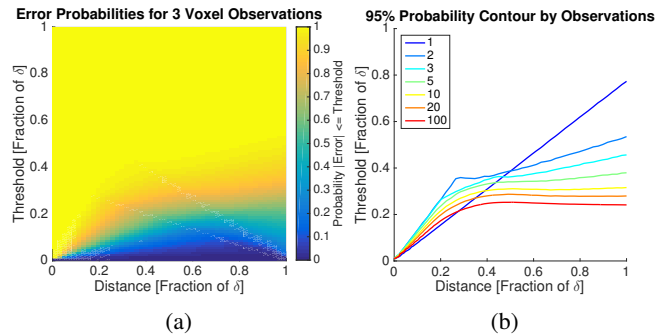 Error Probabilities for 3 Voxel Observations
1
0.8
0.6
0.4
0.2
0
Threshold [Fraction of δ]
0 0.2 0.4 0.6 0.8 1
Distance [Fraction of δ]
1
0.9
0.8
0.7
0.6
0.5
0.4
0.3
0.2
0.1
0
Probability |Error| <= Threshold
(a)
95% Probability Contour by Observations
1
0.8
0.6
0.4
0.2
0
Threshold [Fraction of δ]
1
2
3
5
10
20
100
0 0.2 0.4 0.6 0.8 1
Distance [Fraction of δ]
(b)